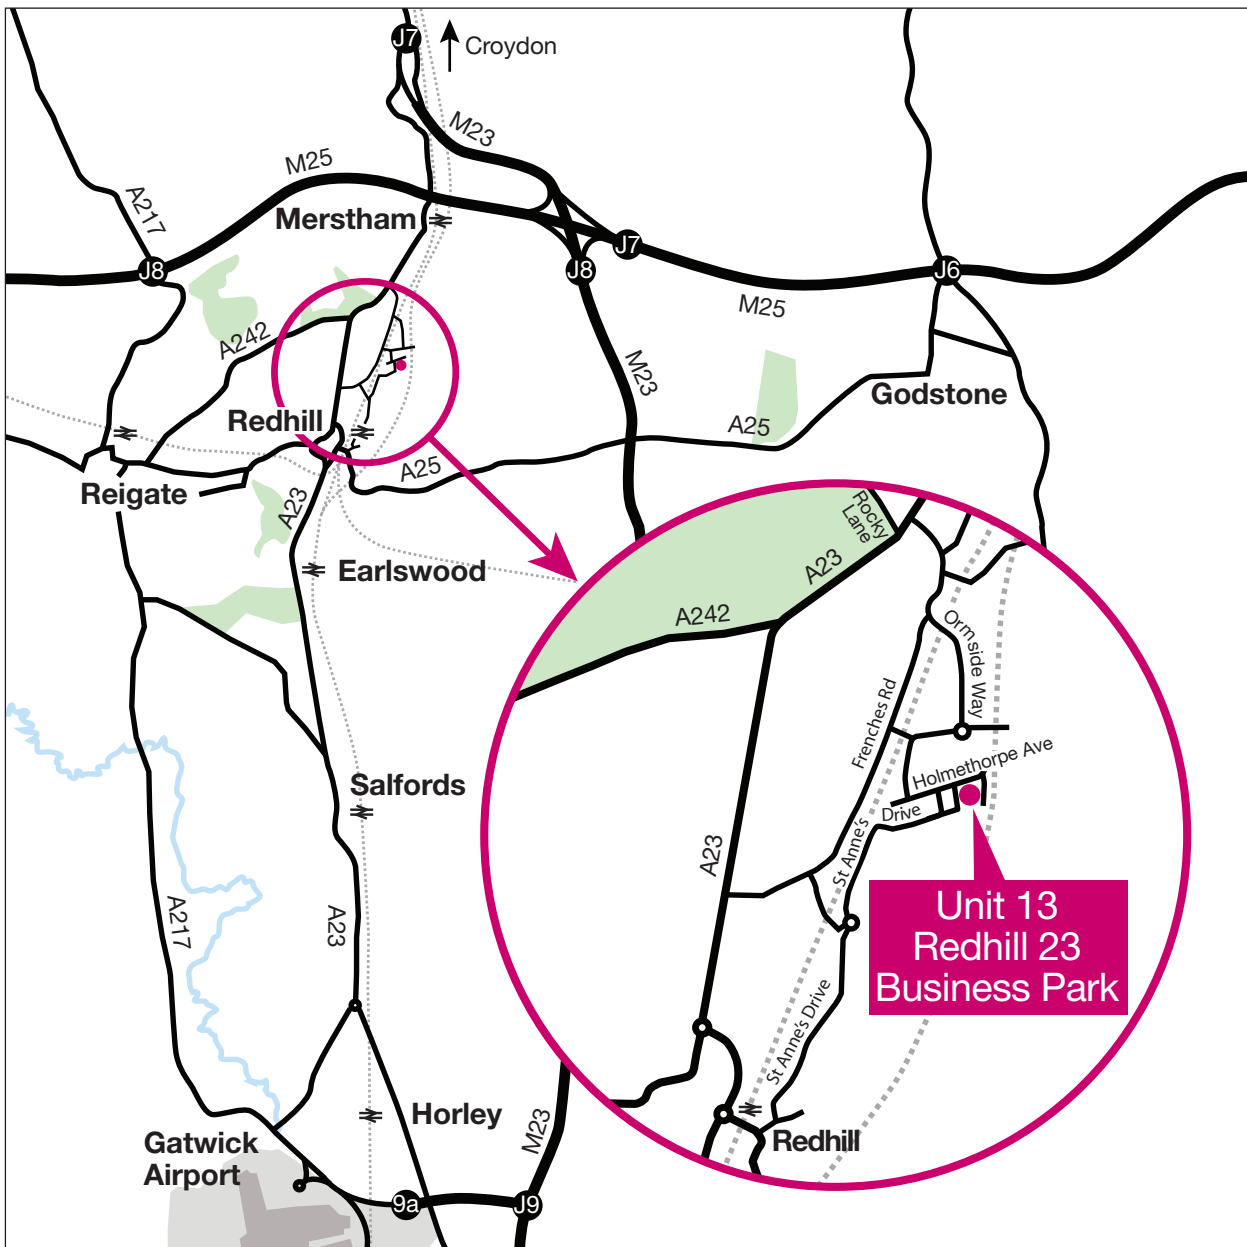 J7
Croydon
M23
M25
A217
Merstham
J8
J7
J8
J6
M25
A242
M23
Godstone
Redhill
A25
A25
Reigate
A23
Rocky
Lane
Earlswood
A23
A242
Ormside Way
Frenches Rd
Holmethorpe Ave
Salfords
St Anne's
Drive
A23
Unit 13
Redhill 23
Business Park
A217
A23
St Anne's Drive
Horley
M23
Redhill
Gatwick
Airport
9a
J9